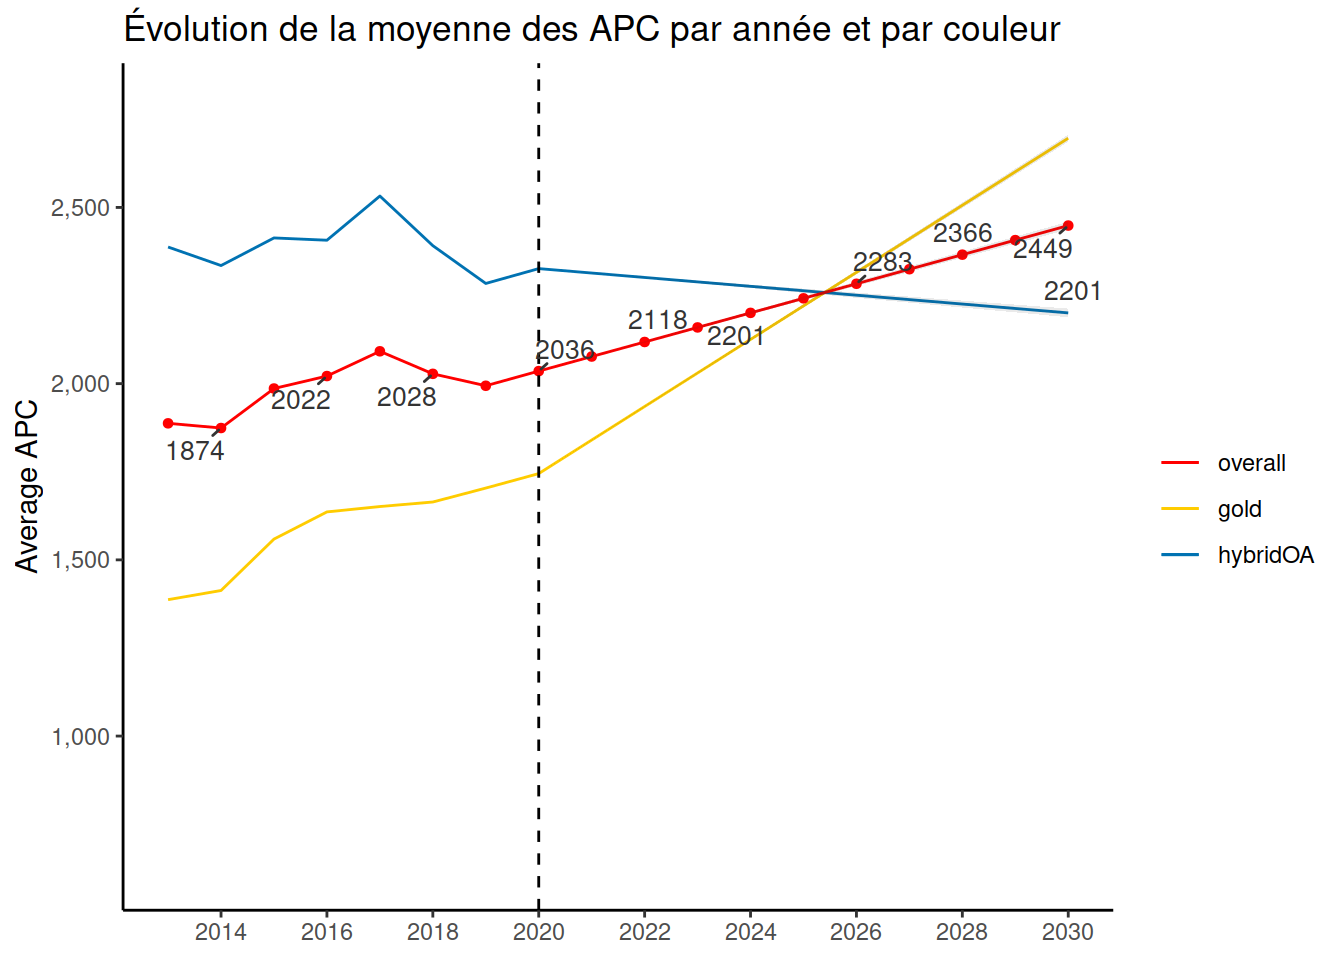 Évolution de la moyenne des APC par année et par couleur
Average APC
2,500
2,000
1,500
1,000
1874
2022
2028
2036
2118
2201
2283
2366
2449
2201
2014 2016 2018 2020 2022 2024 2026 2028 2030
overall
gold
hybridOA